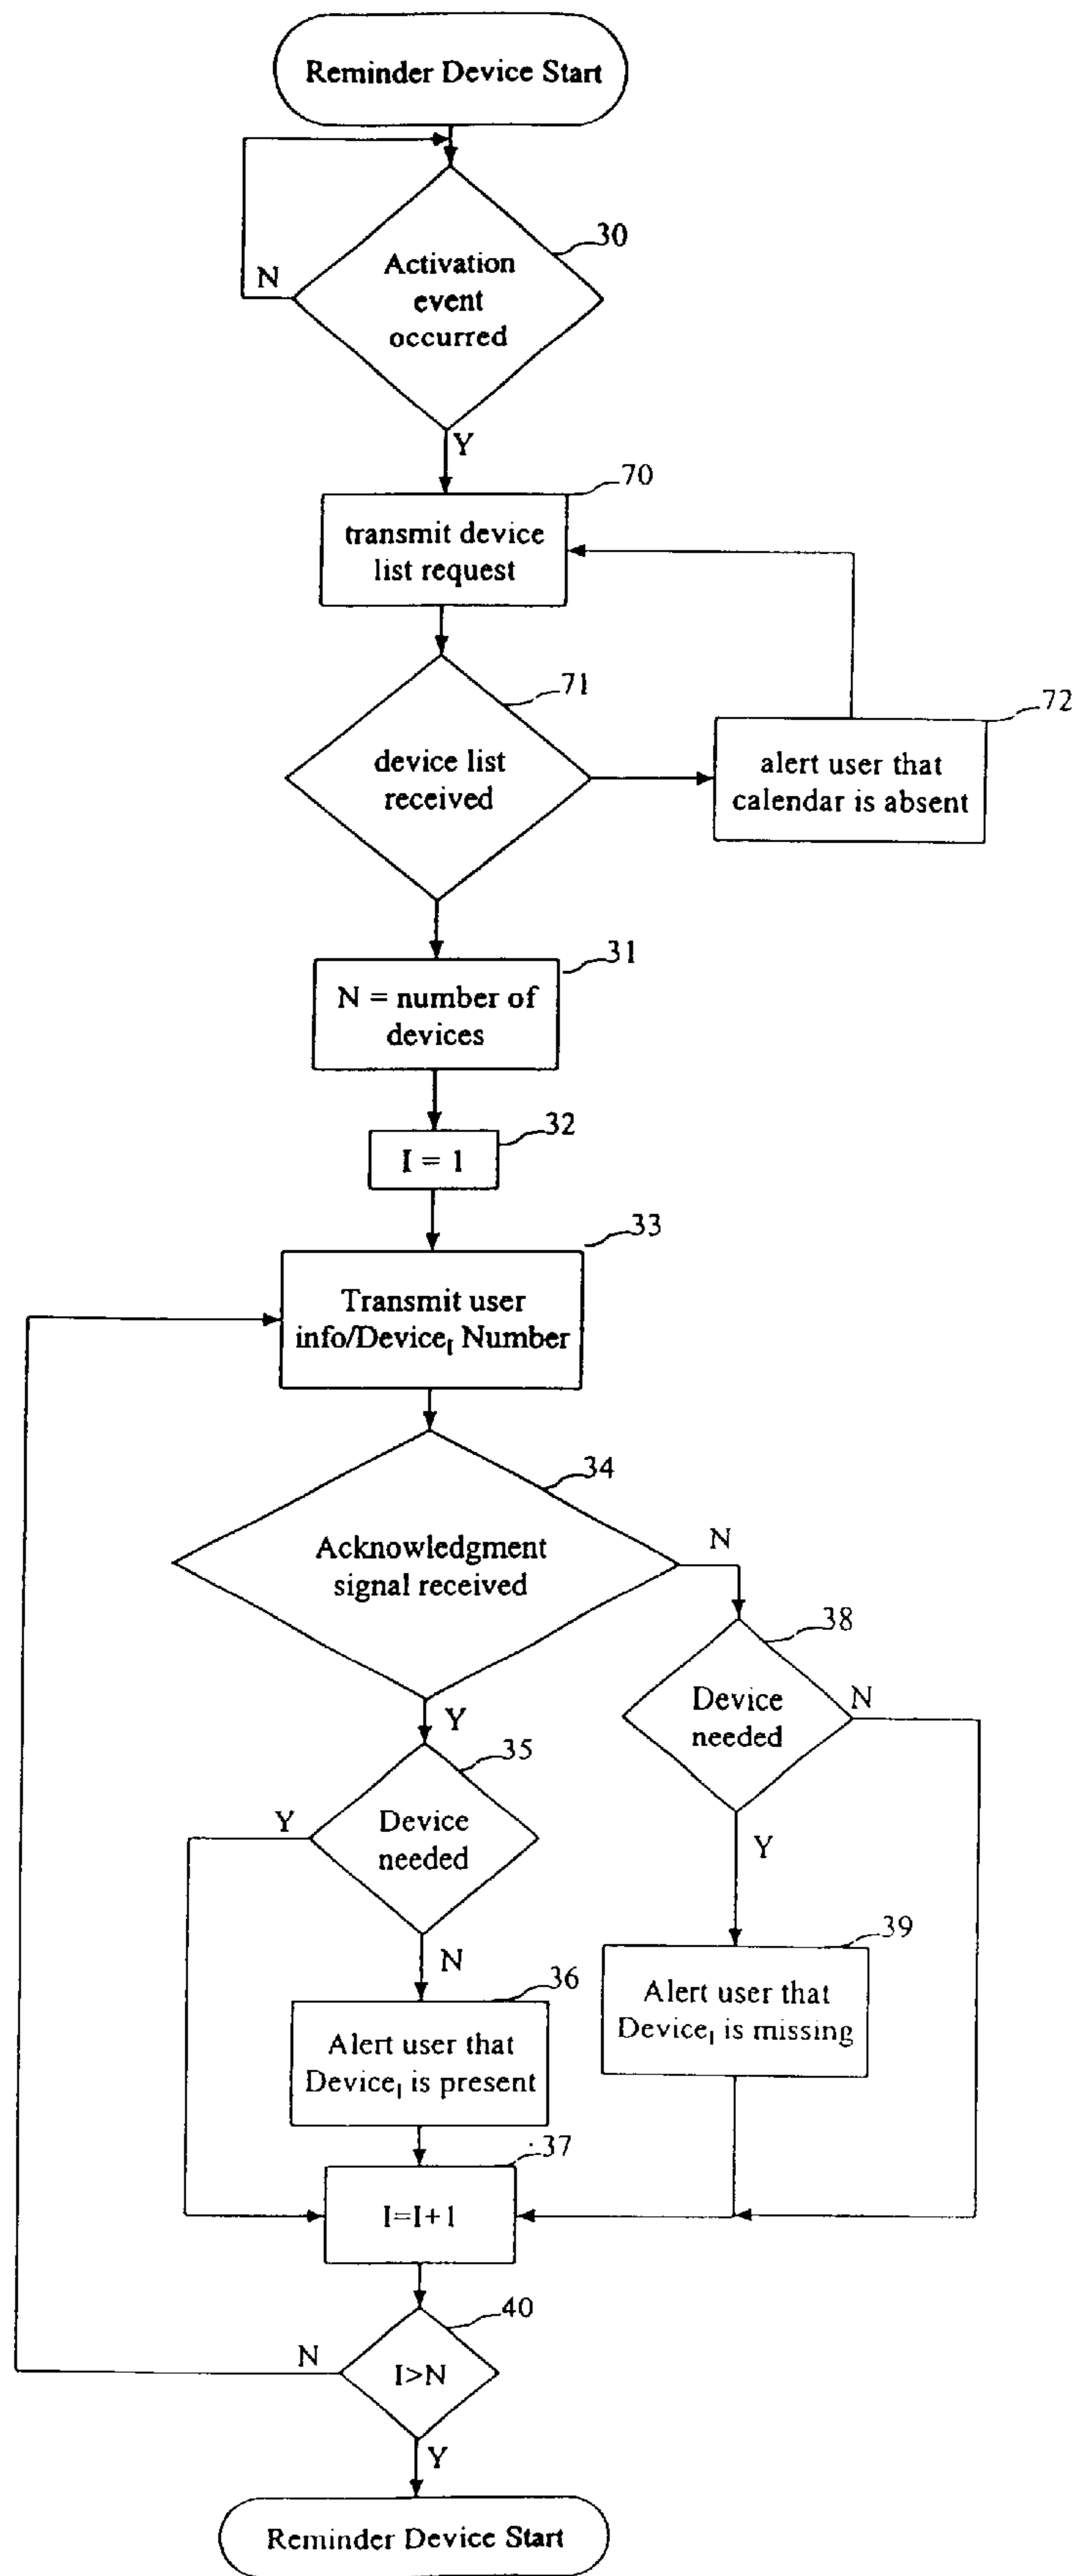 Reminder Device Start
30
Activation
event
occurred
N
Y
70
transmit device
list request
71
device list
received
72
alert user that
calendar is absent
31
N = number of
devices
32
I = 1
33
Transmit user
info/Device_I Number
34
Acknowledgment
signal received
N
38
Device
needed
N
Y
35
Device
needed
Y
Y
N
39
Alert user that
Device_I is missing
36
Alert user that
Device_I is present
37
I=I+1
40
I>N
N
Y
Reminder Device Start